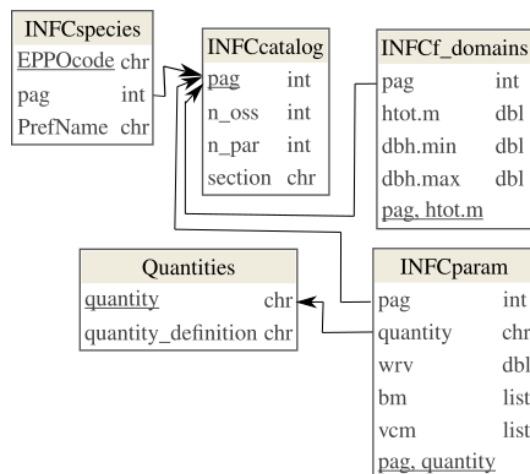 INFCspecies
EPPOcode chr
pag int
PrefName chr
INFCcatalog
pag int
n_oss int
n_par int
section chr
INFCf_domains
pag int
htot.m dbl
dbh.min dbl
dbh.max dbl
pag, htot.m
Quantities
quantity chr
quantity_definition chr
INFCparam
pag int
quantity chr
wrv dbl
bm list
vcm list
pag, quantity